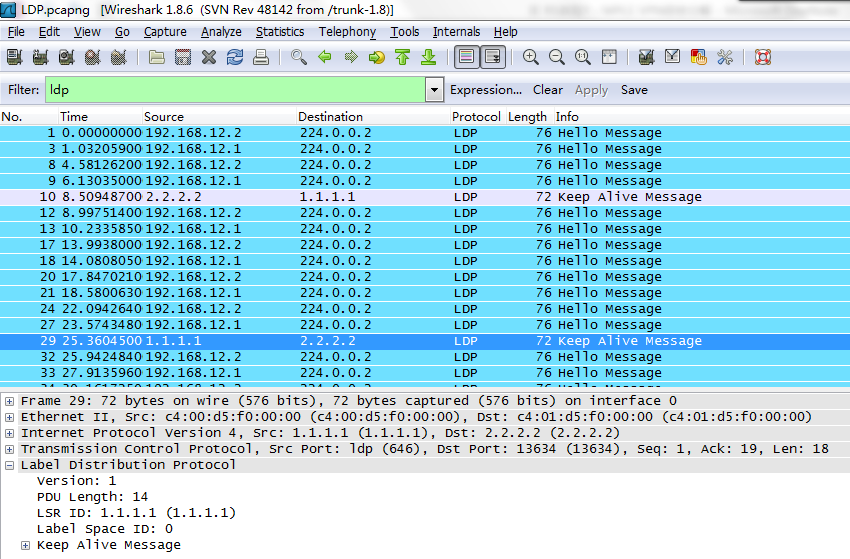 LDP.pcapng [Wireshark 1.8.6 (SVN Rev 48142 from /trunk-1.8)]
File Edit View Go Capture Analyze Statistics Telephony Tools Internals Help
Filter: ldp Expression... Clear Apply Save
No. Time Source Destination Protocol Length Info
1 0.00000000 192.168.12.2 224.0.0.2 LDP 76 Hello Message
3 1.03205900 192.168.12.1 224.0.0.2 LDP 76 Hello Message
8 4.58126200 192.168.12.2 224.0.0.2 LDP 76 Hello Message
9 6.13035000 192.168.12.1 224.0.0.2 LDP 76 Hello Message
10 8.50948700 2.2.2.2 1.1.1.1 LDP 72 Keep Alive Message
12 8.99751400 192.168.12.2 224.0.0.2 LDP 76 Hello Message
13 10.2335850 192.168.12.1 224.0.0.2 LDP 76 Hello Message
17 13.9938000 192.168.12.2 224.0.0.2 LDP 76 Hello Message
18 14.0808050 192.168.12.1 224.0.0.2 LDP 76 Hello Message
20 17.8470210 192.168.12.2 224.0.0.2 LDP 76 Hello Message
21 18.5800630 192.168.12.1 224.0.0.2 LDP 76 Hello Message
24 22.0942640 192.168.12.2 224.0.0.2 LDP 76 Hello Message
27 23.5743480 192.168.12.1 224.0.0.2 LDP 76 Hello Message
29 25.3604500 1.1.1.1 2.2.2.2 LDP 72 Keep Alive Message
32 25.9424840 192.168.12.2 224.0.0.2 LDP 76 Hello Message
33 27.9135960 192.168.12.1 224.0.0.2 LDP 76 Hello Message
Frame 29: 72 bytes on wire (576 bits), 72 bytes captured (576 bits) on interface 0
Ethernet II, Src: c4:00:d5:f0:00:00 (c4:00:d5:f0:00:00), Dst: c4:01:d5:f0:00:00 (c4:01:d5:f0:00:00)
Internet Protocol Version 4, Src: 1.1.1.1 (1.1.1.1), Dst: 2.2.2.2 (2.2.2.2)
Transmission Control Protocol, Src Port: ldp (646), Dst Port: 13634 (13634), Seq: 1, Ack: 19, Len: 18
Label Distribution Protocol
Version: 1
PDU Length: 14
LSR ID: 1.1.1.1 (1.1.1.1)
Label Space ID: 0
Keep Alive Message